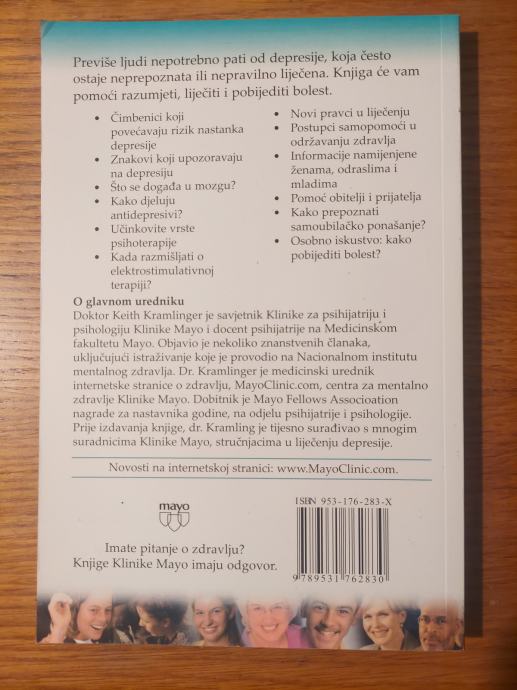 Previše ljudi nepotrebno pati od depresije, koja često
ostaje neprepoznata ili nepravilno liječena. Knjiga će vam
pomoći razumjeti, liječiti i pobijediti bolest.
• Čimbenici koji
povećavaju rizik nastanka
depresije
• Znakovi koji upozoravaju
na depresiju
• Što se događa u mozgu?
• Kako djeluju
antidepresivi?
• Učinkovite vrste
psihoterapije
• Kada razmišljati o
elektrostimulativnoj
terapiji?
• Novi pravci u liječenju
• Postupci samopomoći u
održavanju zdravlja
• Informacije namijenjene
ženama, odraslima i
mladima
• Pomoć obitelji i prijatelja
• Kako prepoznati
samoubilačko ponašanje?
• Osobno iskustvo: kako
pobijediti bolest?
O glavnom uredniku
Doktor Keith Kramlinger je savjetnik Klinike za psihijatriju i
psihologiju Klinike Mayo i docent psihijatrije na Medicinskom
fakultetu Mayo. Objavio je nekoliko znanstvenih članaka,
uključujući istraživanje koje je provodio na Nacionalnom institutu
mentalnog zdravlja. Dr. Kramlinger je medicinski urednik
internetske stranice o zdravlju, MayoClinic.com, centra za mentalno
zdravlje Klinike Mayo. Dobitnik je Mayo Fellows Associoation
nagrade za nastavnika godine, na odjelu psihijatrije i psihologije.
Prije izdavanja knjige, dr. Kramling je tijesno surađivao s mnogim
suradnicima Klinike Mayo, stručnjacima u liječenju depresije.
Novosti na internetskoj stranici: www.MayoClinic.com.
mayo
Imate pitanje o zdravlju?
Knjige Klinike Mayo imaju odgovor.
ISBN 953-176-283-X
9 789531 762830